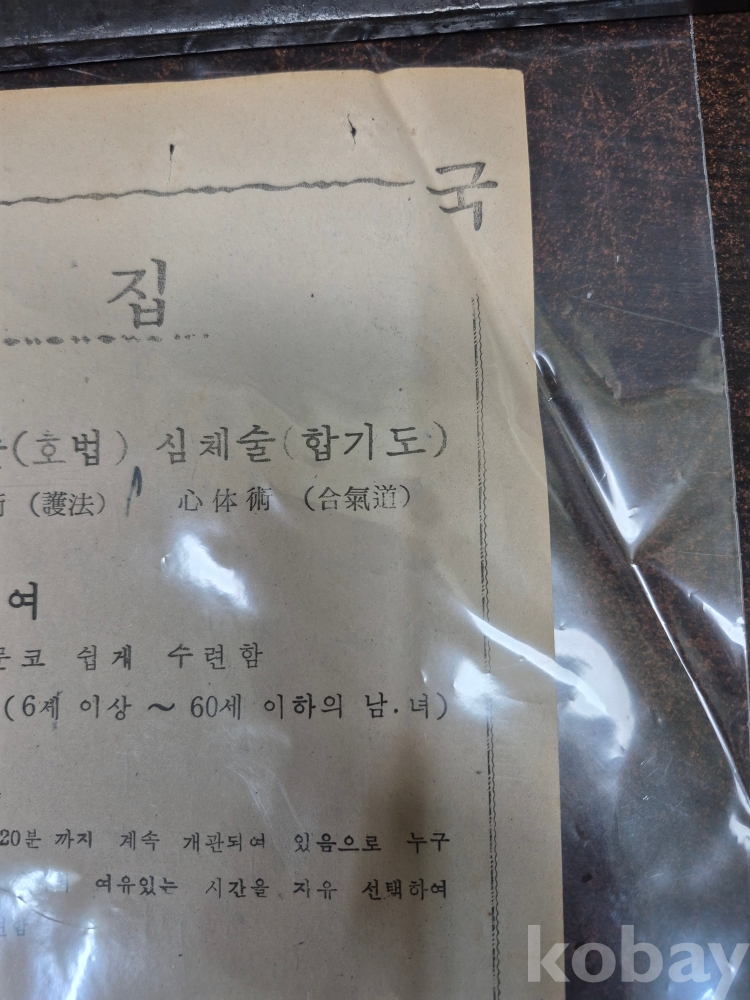 국
집
(호법) 심체술(합기도)
(護法) 心体術 (合氣道)
여
코 쉽게 수련함
(6세 이상 ~ 60세 이하의 남.녀)
20분 까지 계속 개관되여 있음으로 누구
여유있는 시간을 자유 선택하여
kobay